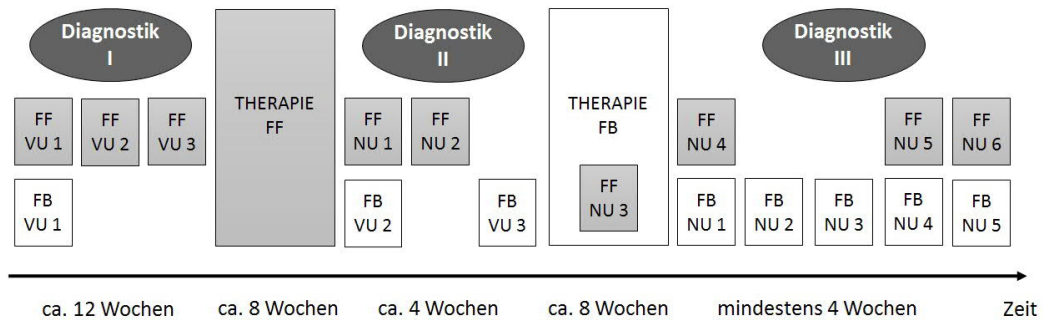 Diagnostik
I
Diagnostik
II
Diagnostik
III
THERAPIE
FF
THERAPIE
FB
FF
VU 1
FF
VU 2
FF
VU 3
FF
NU 1
FF
NU 2
FF
NU 4
FF
NU 5
FF
NU 6
FB
VU 1
FB
VU 2
FB
VU 3
FF
NU 3
FB
NU 1
FB
NU 2
FB
NU 3
FB
NU 4
FB
NU 5
ca. 12 Wochen
ca. 8 Wochen
ca. 4 Wochen
ca. 8 Wochen
mindestens 4 Wochen
Zeit